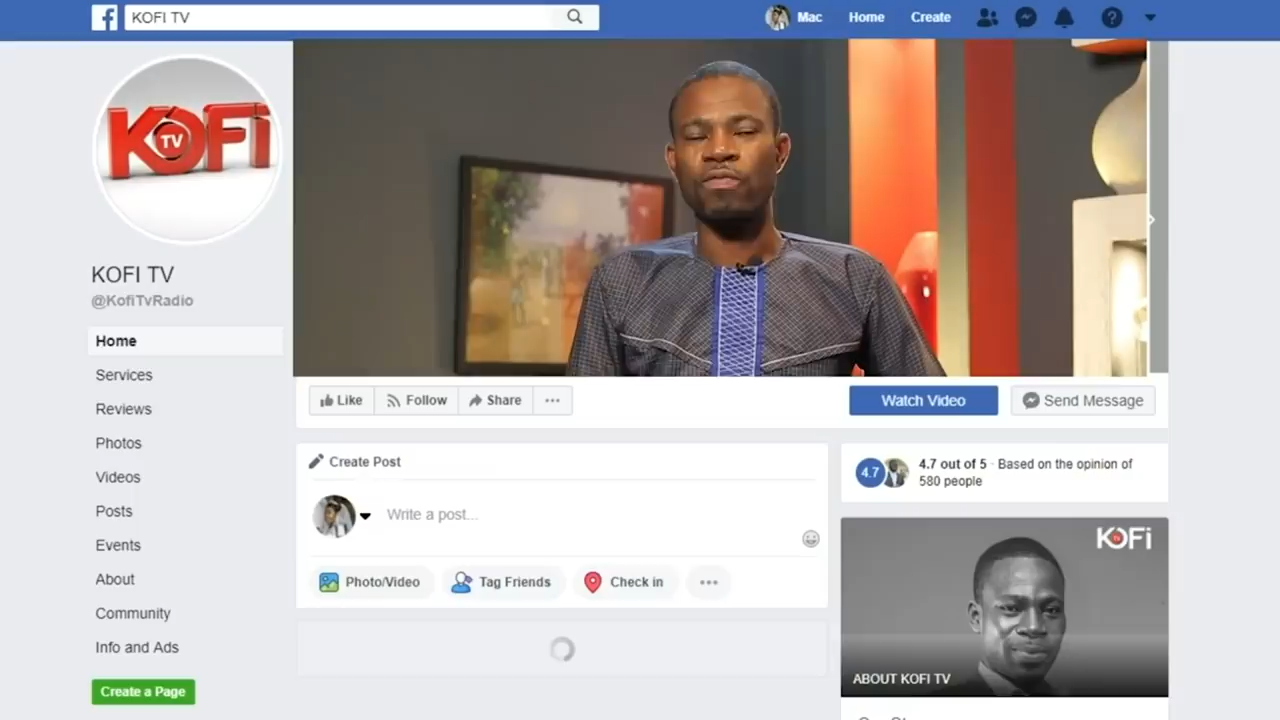 KOFI TV
Mac
Home
Create
KOFi
TV
KOFI TV
@KofiTvRadio
Home
Services
Reviews
Photos
Videos
Posts
Events
About
Community
Info and Ads
Create a Page
Like
Follow
Share
Watch Video
Send Message
Create Post
Write a post...
Photo/Video
Tag Friends
Check in
4.7
4.7 out of 5 · Based on the opinion of
580 people
KOFi
TV
ABOUT KOFI TV